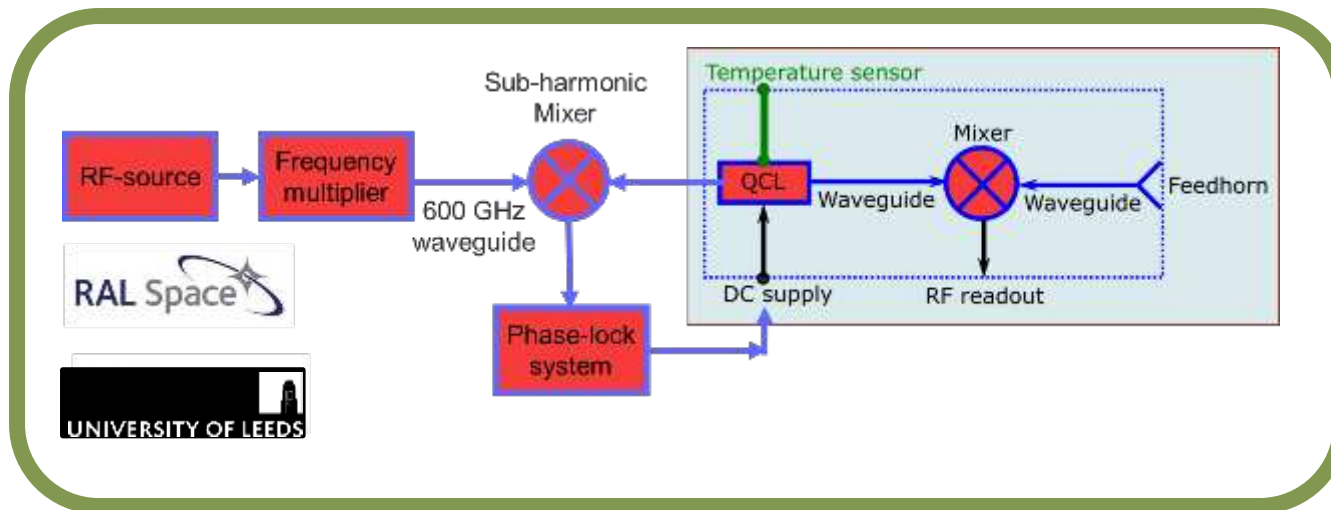 Temperature sensor
Sub-harmonic
Mixer
Mixer
RF-source
Frequency
multiplier
QCL
Feedhorn
Waveguide
Waveguide
600 GHz
waveguide
DC supply
RF readout
RAL Space
Phase-lock
system
UNIVERSITY OF LEEDS